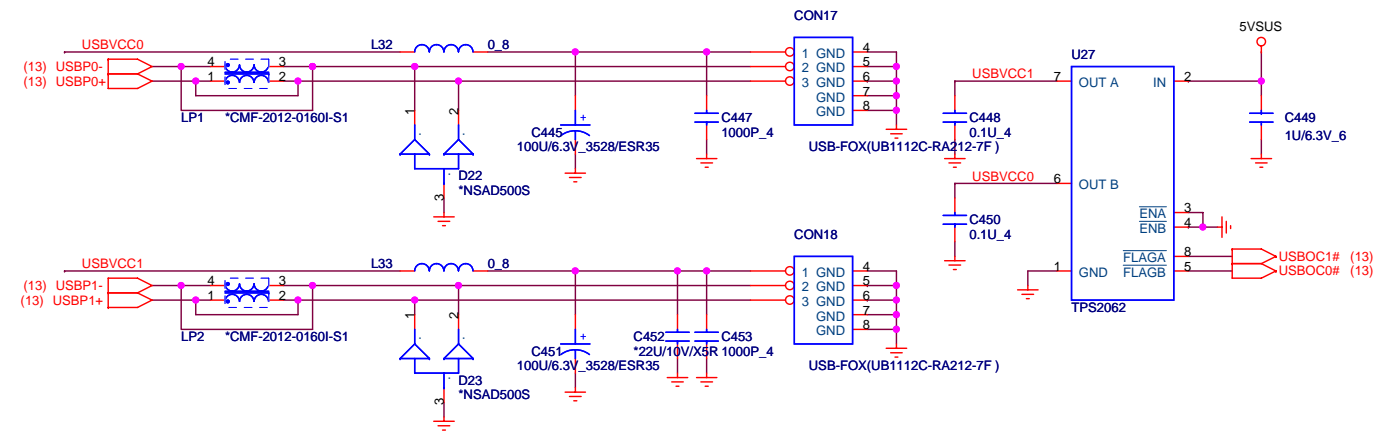 CON17
5VSUS
USBVCC0 L32 0_8
1 GND 4
2 GND 5
3 GND 6
GND 7
GND 8
(13) USBP0- 4 3
(13) USBP0+ 1 2
LP1 *CMF-2012-0160I-S1
1 2
C445
100U/6.3V_3528/ESR35
+
C447
1000P_4
USB-FOX(UB1112C-RA212-7F )
D22
*NSAD500S
3
U27
USBVCC1 7 OUT A IN 2
C448
0.1U_4
C449
1U/6.3V_6
USBVCC0 6 OUT B
C450
0.1U_4
ENA 3
ENB 4
FLAGA 8 USBOC1# (13)
FLAGB 5 USBOC0# (13)
1 GND
TPS2062
CON18
USBVCC1 L33 0_8
1 GND 4
2 GND 5
3 GND 6
GND 7
GND 8
(13) USBP1- 4 3
(13) USBP1+ 1 2
LP2 *CMF-2012-0160I-S1
1 2
C451
100U/6.3V_3528/ESR35
+
C452
*22U/10V/X5R
C453
1000P_4
USB-FOX(UB1112C-RA212-7F )
D23
*NSAD500S
3